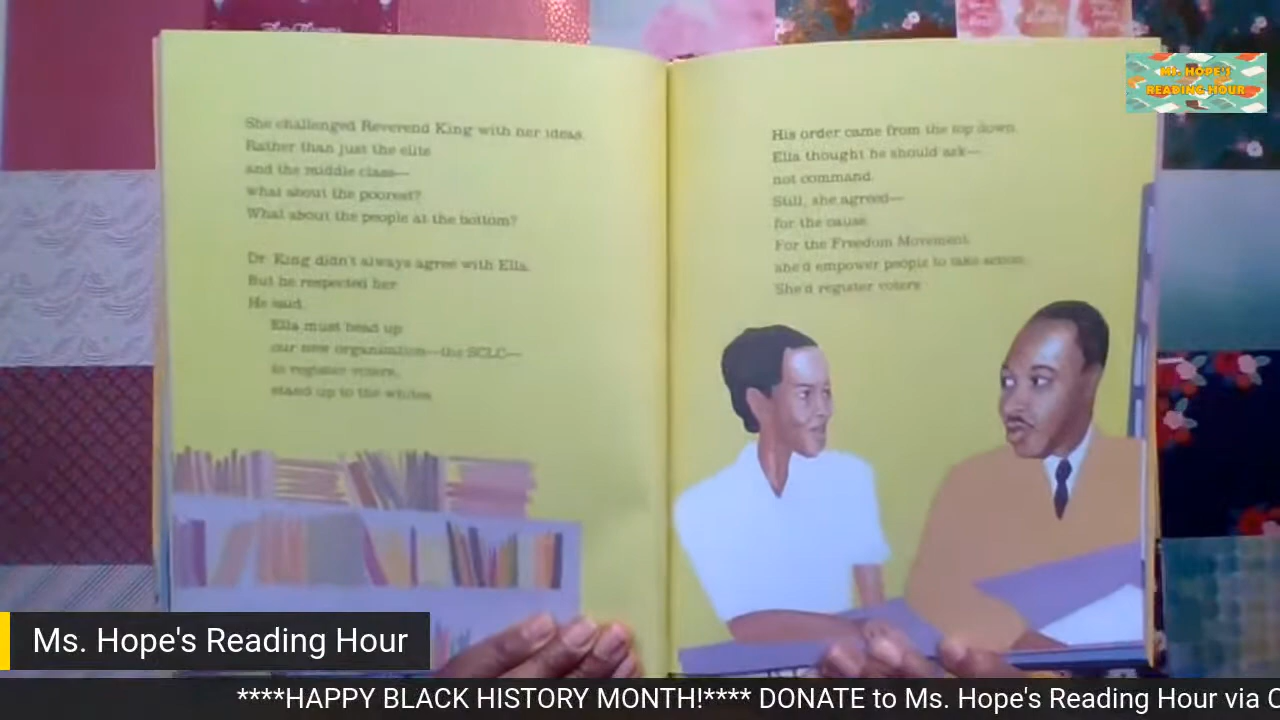 She challenged Reverend King with her ideas.
Rather than just the elite
and the middle class—
what about the poorest?
What about the people at the bottom?
Dr. King didn't always agree with Ella.
But he respected her.
He said,
Ella must head up
our new organization—the SCLC—
to register voters,
stand up to the whites.
His order came from the top down.
Ella thought he should ask—
not command.
Still, she agreed—
for the cause.
For the Freedom Movement,
she'd empower people to take action.
She'd register voters.
MS. HOPE'S
READING HOUR
Ms. Hope's Reading Hour
****HAPPY BLACK HISTORY MONTH!**** DONATE to Ms. Hope's Reading Hour via C